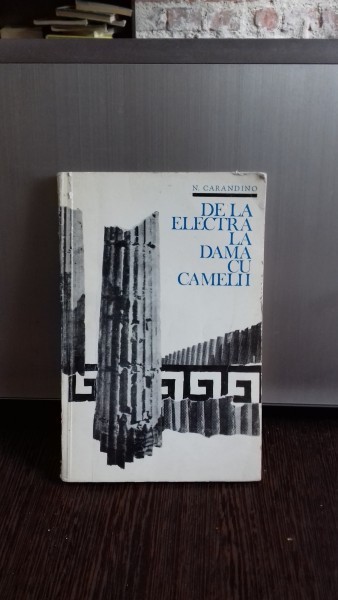 N. CARANDINO
DE LA
ELECTRA
LA
DAMA
CU
CAMELII